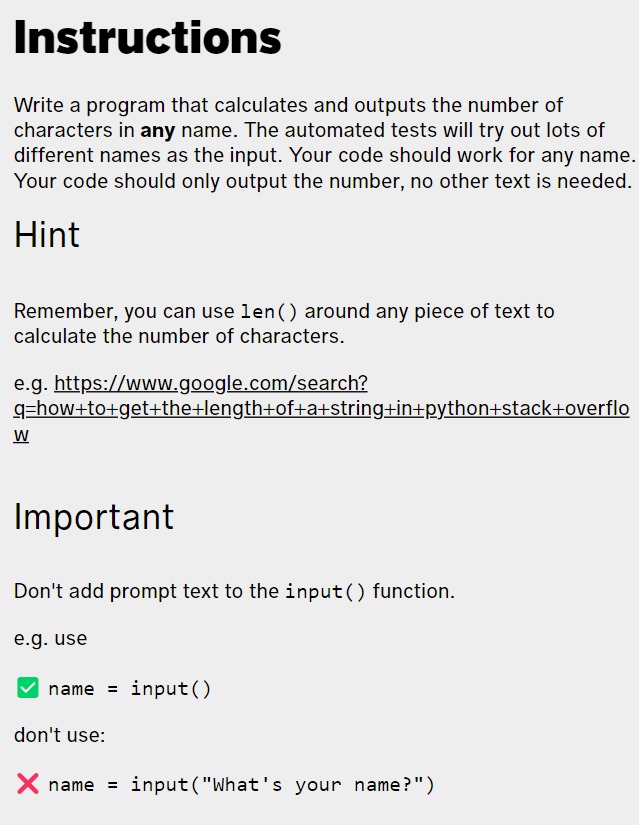 Instructions
Write a program that calculates and outputs the number of
characters in any name. The automated tests will try out lots of
different names as the input. Your code should work for any name.
Your code should only output the number, no other text is needed.
Hint
Remember, you can use len() around any piece of text to
calculate the number of characters.
e.g. https://www.google.com/search?
q=how+to+get+the+length+of+a+string+in+python+stack+overflo
w
Important
Don't add prompt text to the input() function.
e.g. use
✅ name = input()
don't use:
❌ name = input("What's your name?")